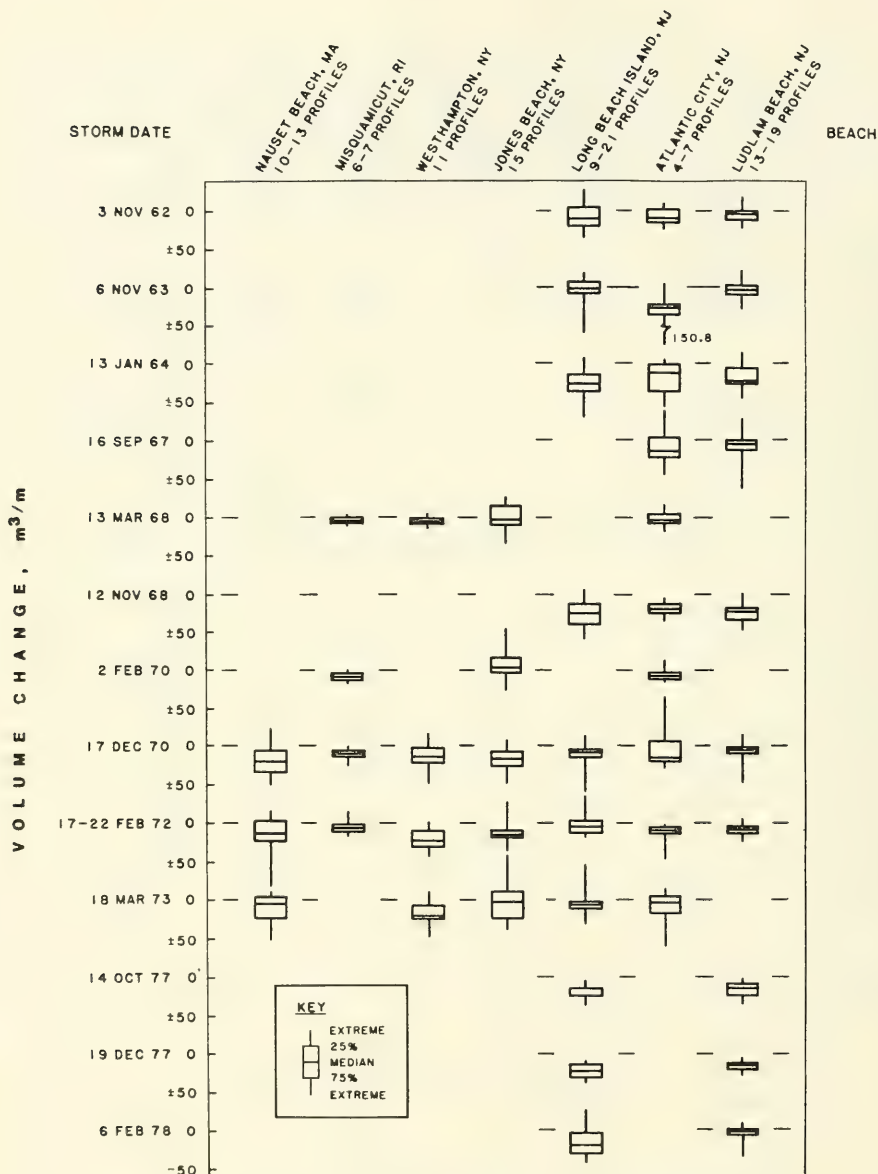 STORM DATE
NAUSET BEACH, MA
10-13 PROFILES
MISQUAMICUT, RI
6-7 PROFILES
WESTHAMPTON, NY
11 PROFILES
JONES BEACH, NY
15 PROFILES
LONG BEACH ISLAND, NJ
9-21 PROFILES
ATLANTIC CITY, NJ
4-7 PROFILES
LUDLAM BEACH, NJ
13-19 PROFILES
BEACH
VOLUME CHANGE, m³/m
3 NOV 62 0
±50
6 NOV 63 0
±50
150.8
13 JAN 64 0
±50
16 SEP 67 0
±50
13 MAR 68 0
±50
12 NOV 68 0
±50
2 FEB 70 0
±50
17 DEC 70 0
±50
17-22 FEB 72 0
±50
18 MAR 73 0
±50
14 OCT 77 0
±50
19 DEC 77 0
±50
6 FEB 78 0
-50
KEY
EXTREME
25%
MEDIAN
75%
EXTREME